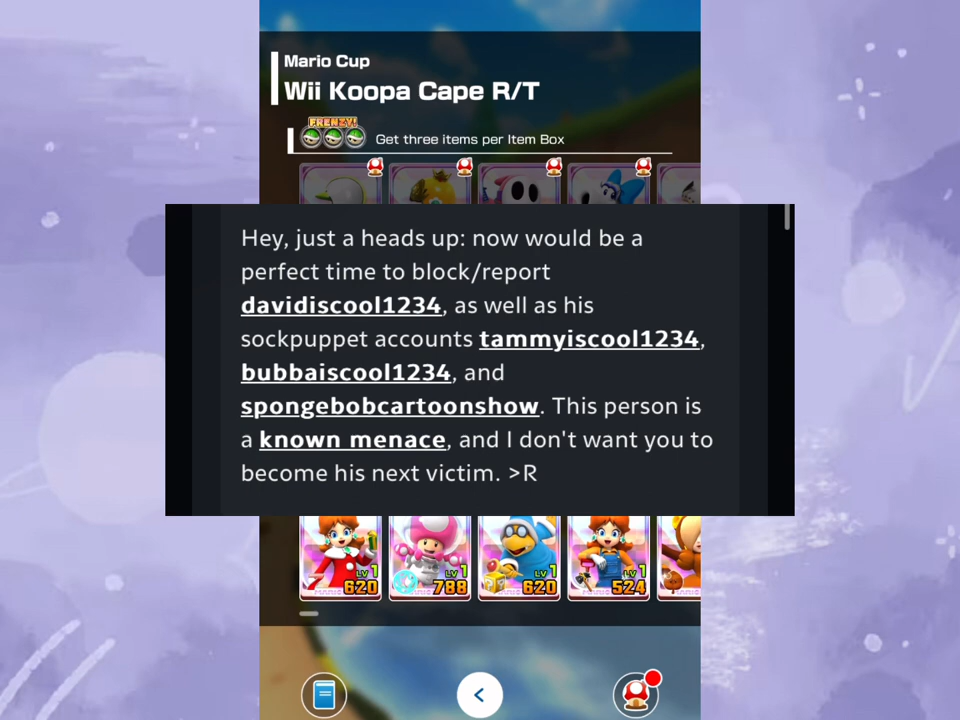 Mario Cup
Wii Koopa Cape R/T
FRENZY!
Get three items per Item Box
Hey, just a heads up: now would be a
perfect time to block/report
davidiscool1234, as well as his
sockpuppet accounts tammyiscool1234,
bubbaiscool1234, and
spongebobcartoonshow. This person is
a known menace, and I don't want you to
become his next victim. >R
LV 1 LV 1 LV 1 LV 1
620 788 620 524